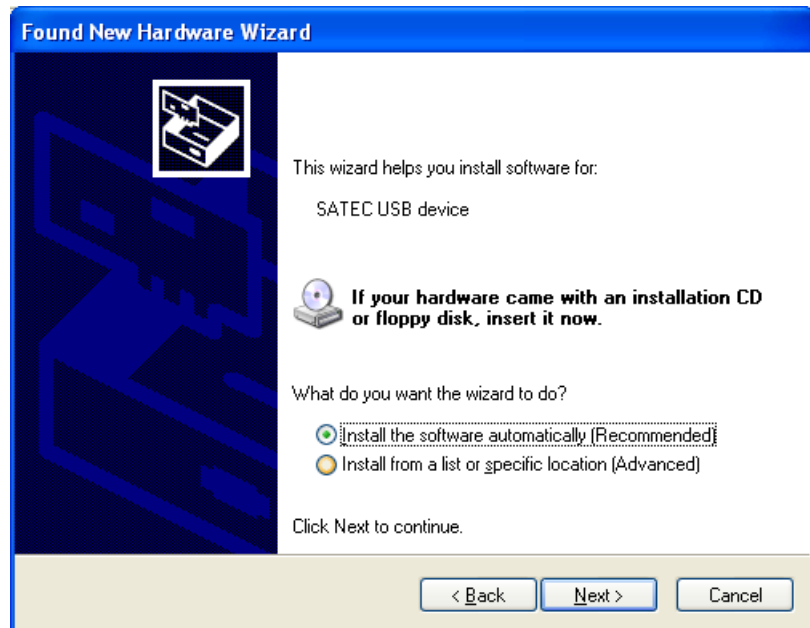 Found New Hardware Wizard
This wizard helps you install software for:
SATEC USB device
If your hardware came with an installation CD
or floppy disk, insert it now.
What do you want the wizard to do?
Install the software automatically (Recommended)
Install from a list or specific location (Advanced)
Click Next to continue.
< Back
Next >
Cancel